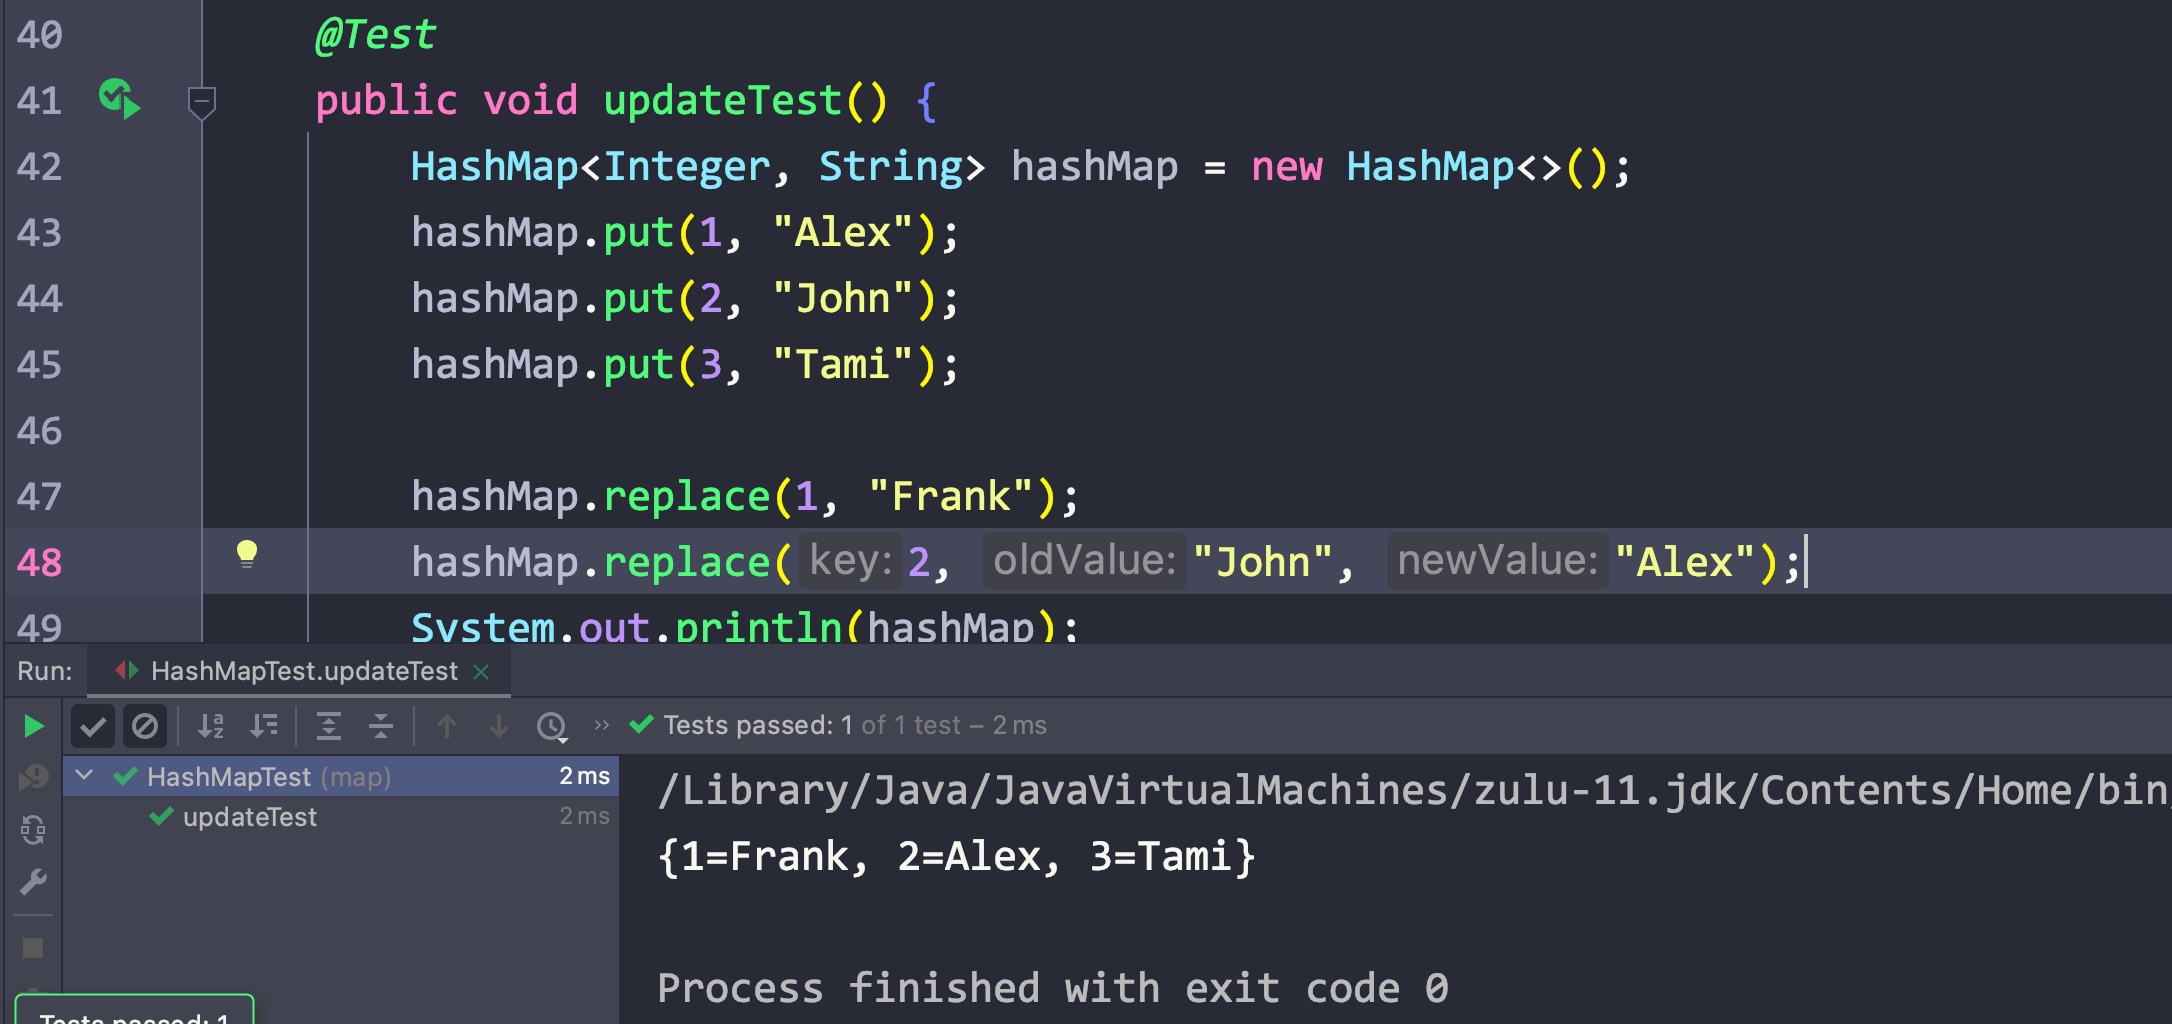 40 @Test
41 public void updateTest() {
42 HashMap<Integer, String> hashMap = new HashMap<>();
43 hashMap.put(1, "Alex");
44 hashMap.put(2, "John");
45 hashMap.put(3, "Tami");
46
47 hashMap.replace(1, "Frank");
48 hashMap.replace( key: 2, oldValue: "John", newValue: "Alex");
49 System.out.println(hashMap);
Run: HashMapTest.updateTest
Tests passed: 1 of 1 test – 2 ms
HashMapTest (map) 2 ms
updateTest 2 ms
/Library/Java/JavaVirtualMachines/zulu-11.jdk/Contents/Home/bin
{1=Frank, 2=Alex, 3=Tami}
Process finished with exit code 0
Tests passed: 1